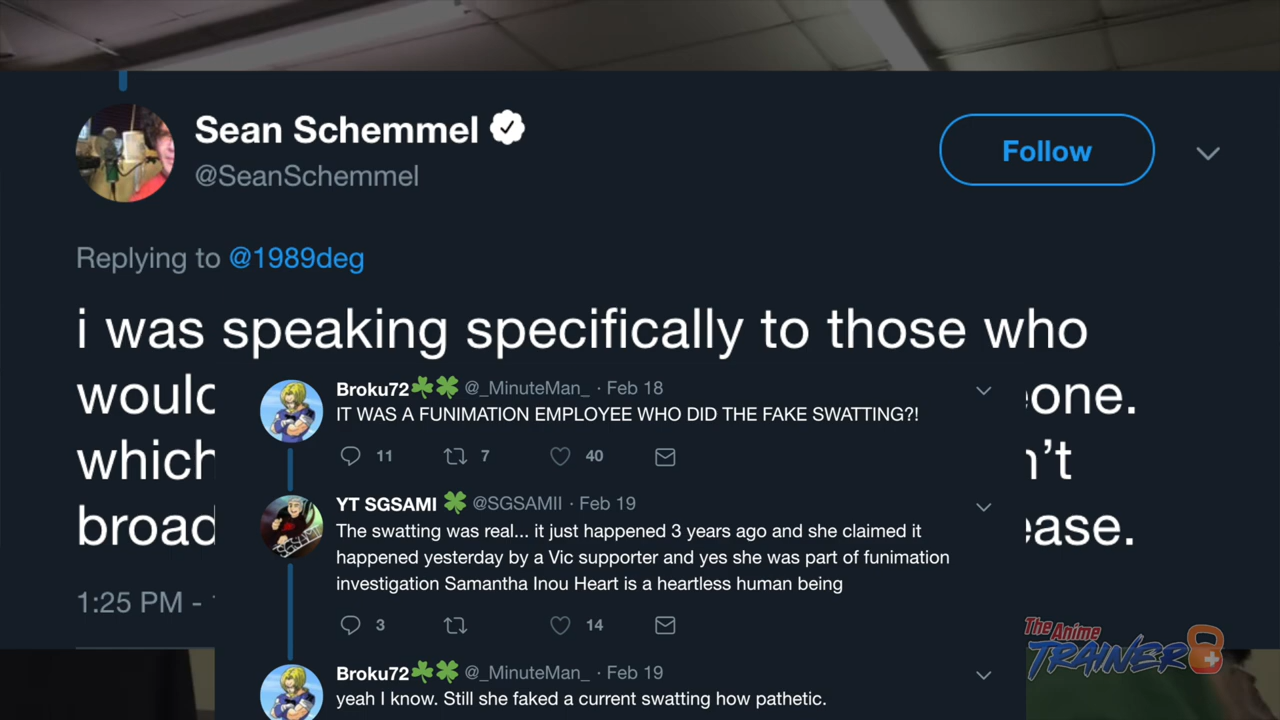 Sean Schemmel
@SeanSchemmel
Follow
Replying to @1989deg
i was speaking specifically to those who
one.
which
broad
ease.
1:25 PM -
Broku72 @_MinuteMan_ · Feb 18
IT WAS A FUNIMATION EMPLOYEE WHO DID THE FAKE SWATTING?!
11 7 40
YT SGSAMI @SGSAMII · Feb 19
The swatting was real... it just happened 3 years ago and she claimed it
happened yesterday by a Vic supporter and yes she was part of funimation
investigation Samantha Inou Heart is a heartless human being
3 14
Broku72 @_MinuteMan_ · Feb 19
yeah I know. Still she faked a current swatting how pathetic.
The Anime
TRAINER